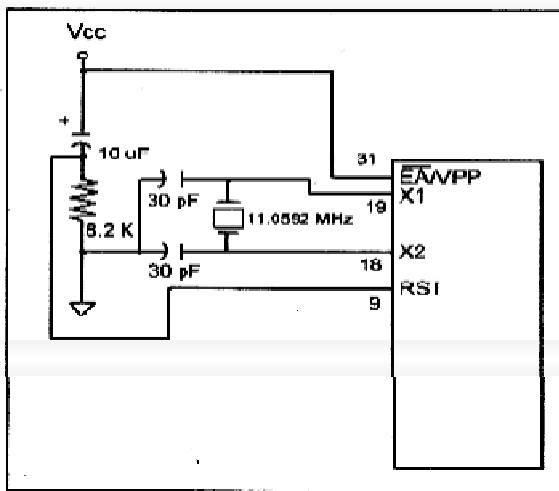 Vcc
+
10 uF
31
EA/VPP
30 pF
19
X1
11.0592 MHz
8.2 K
X2
30 pF
18
RST
9